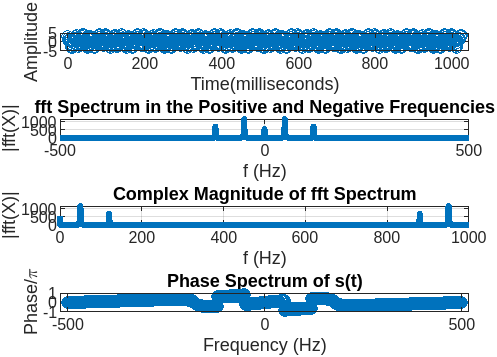 Amplitude
5
0
-5
0 200 400 600 800 1000
Time(milliseconds)
fft Spectrum in the Positive and Negative Frequencies
|fft(X)|
1000
500
0
-500 0 500
f (Hz)
Complex Magnitude of fft Spectrum
|fft(X)|
1000
500
0
0 200 400 600 800 1000
f (Hz)
Phase Spectrum of s(t)
Phase/π
1
0
-1
-500 0 500
Frequency (Hz)